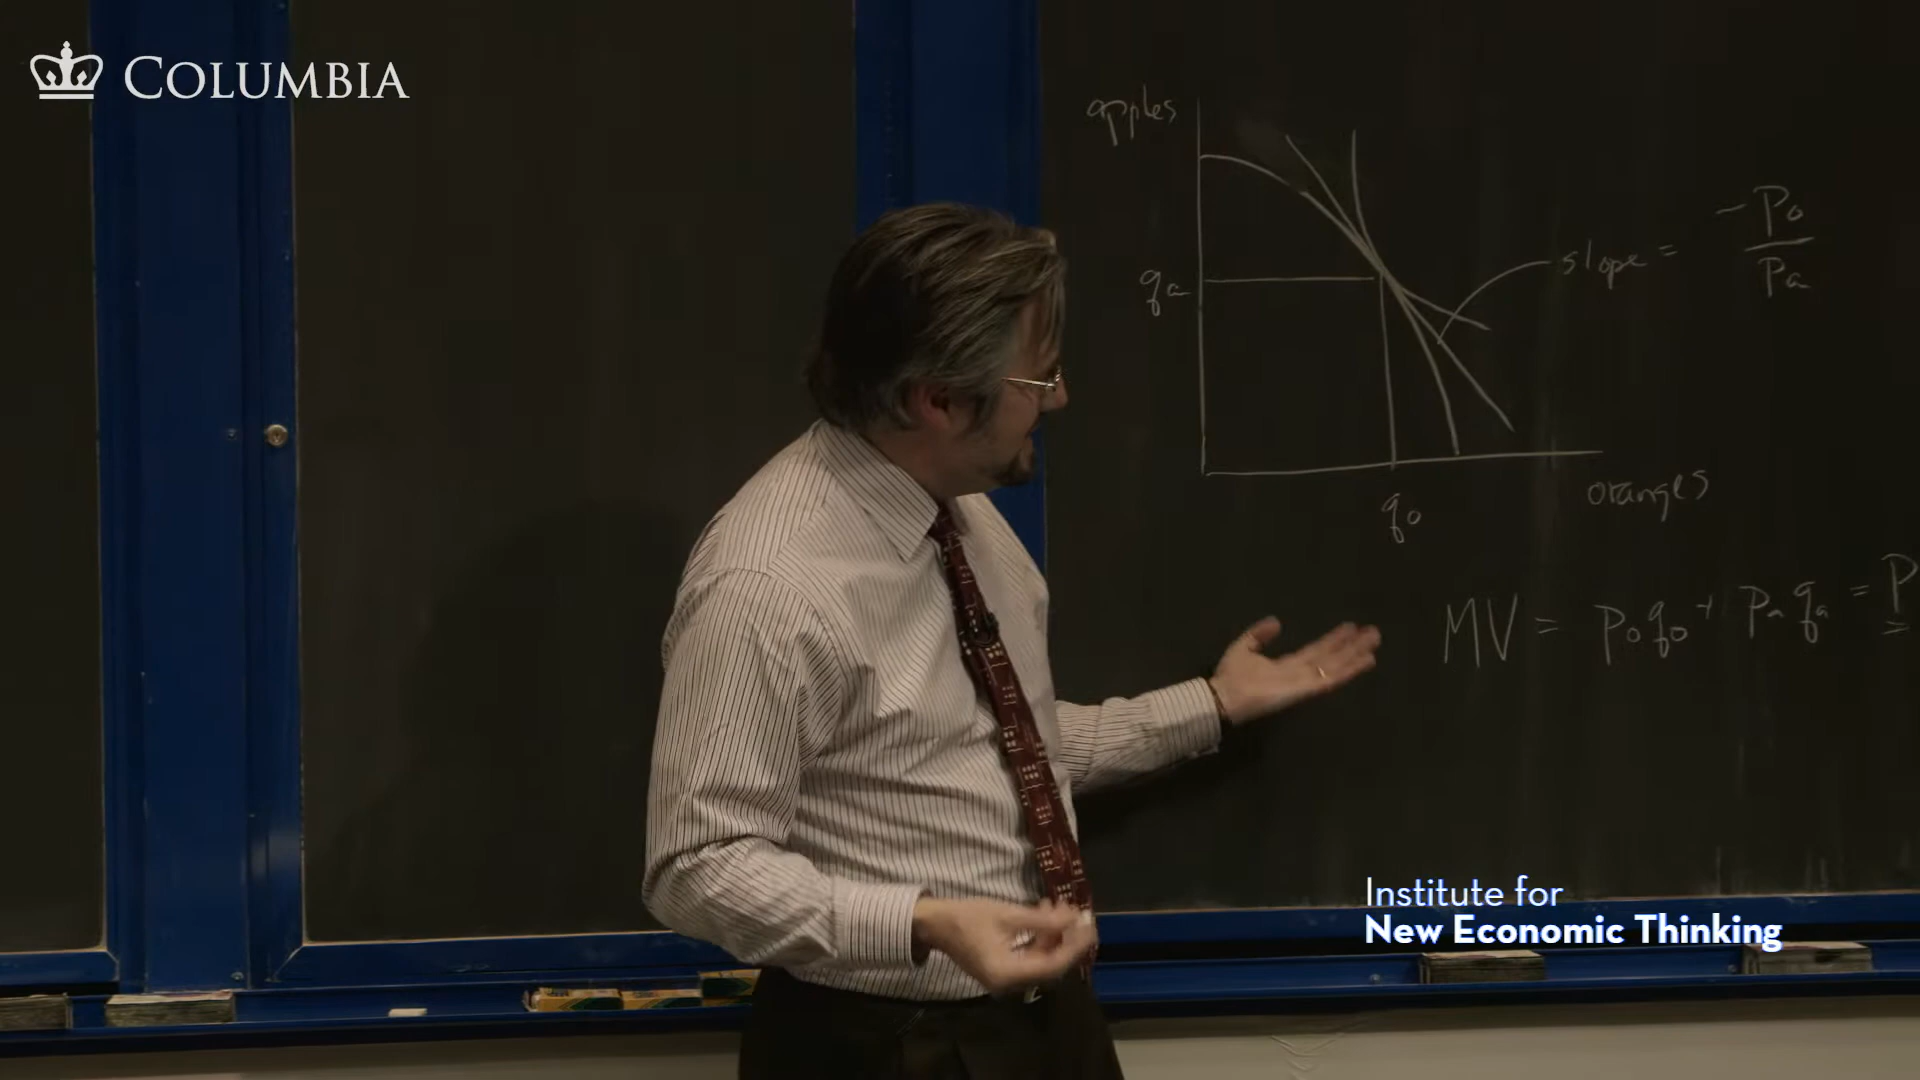 COLUMBIA
apples
-Po
slope =
Pa
qa
oranges
qo
MV = Poqo + Paqa = P
Institute for
New Economic Thinking